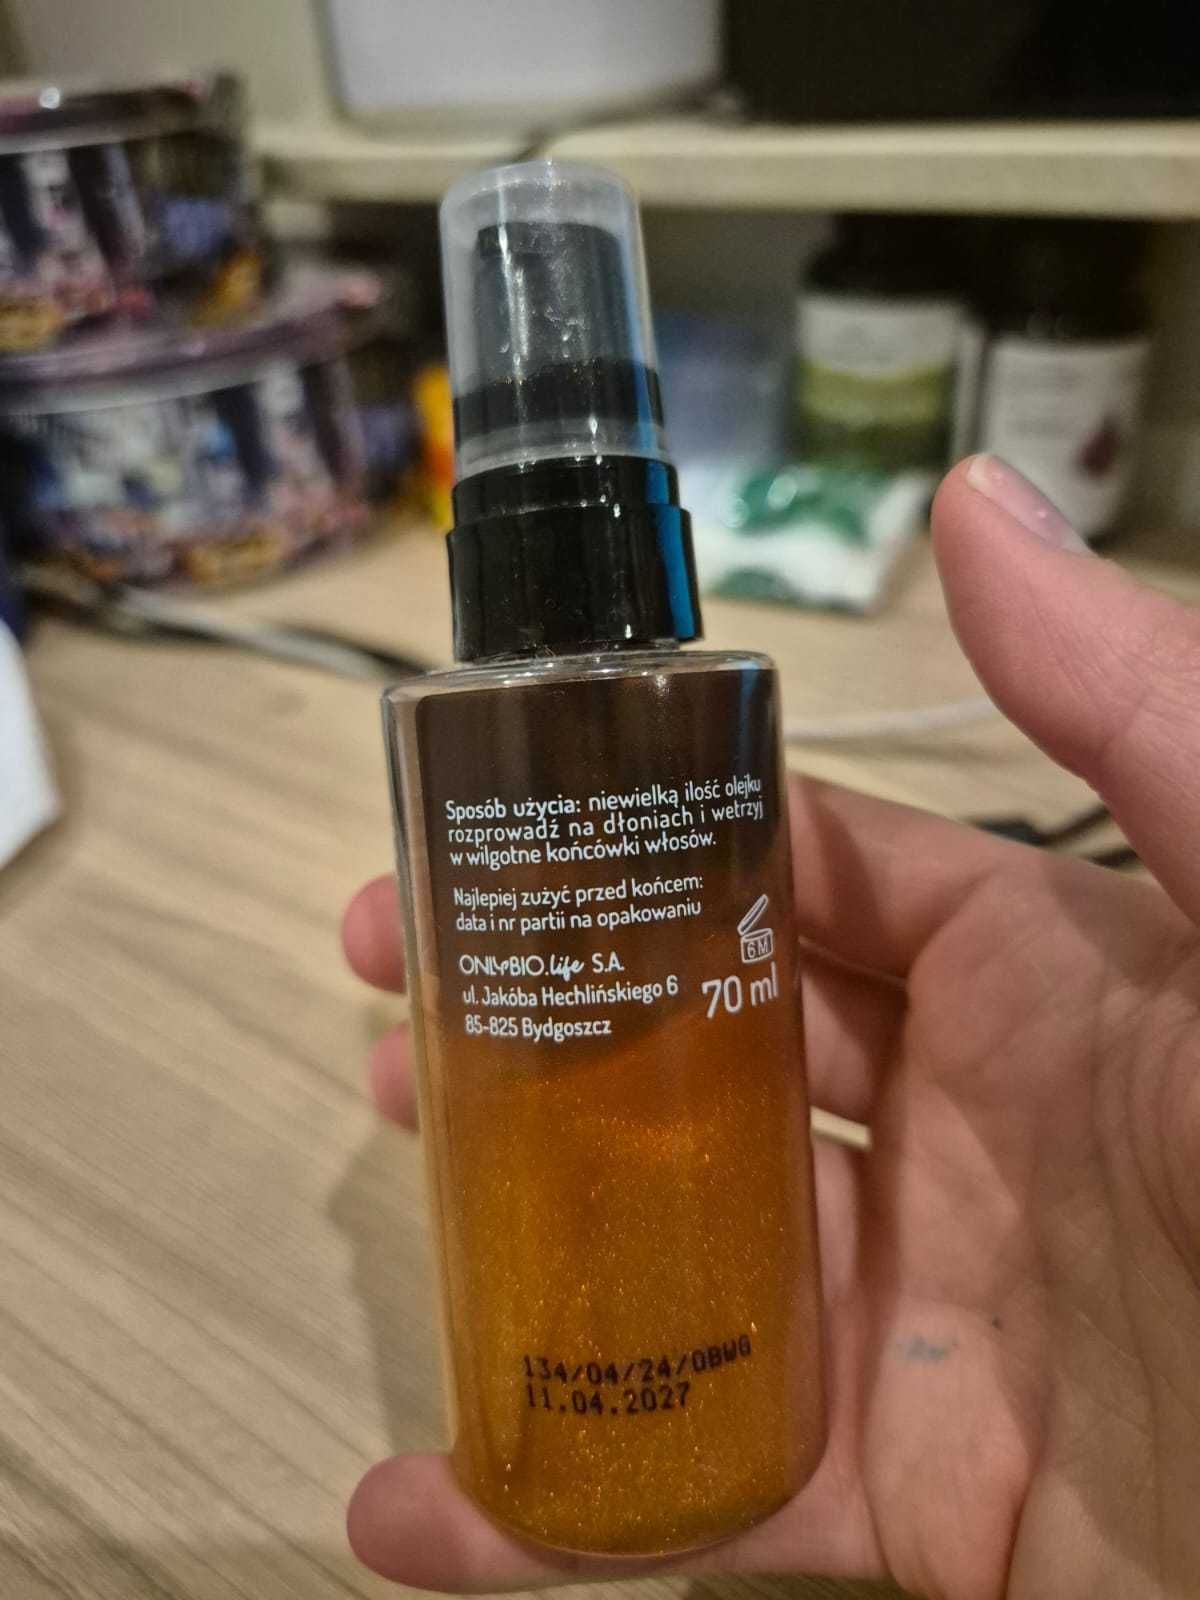 Sposób użycia: niewielką ilość olejku
rozprowadź na dłoniach i wetrzyj
w wilgotne końcówki włosów.
Najlepiej zużyć przed końcem:
data i nr partii na opakowaniu
6 M
ONLYBIO.life S.A.
ul. Jakóba Hechlińskiego 6
85-825 Bydgoszcz
70 ml
134/04/24/OBWG
11.04.2027